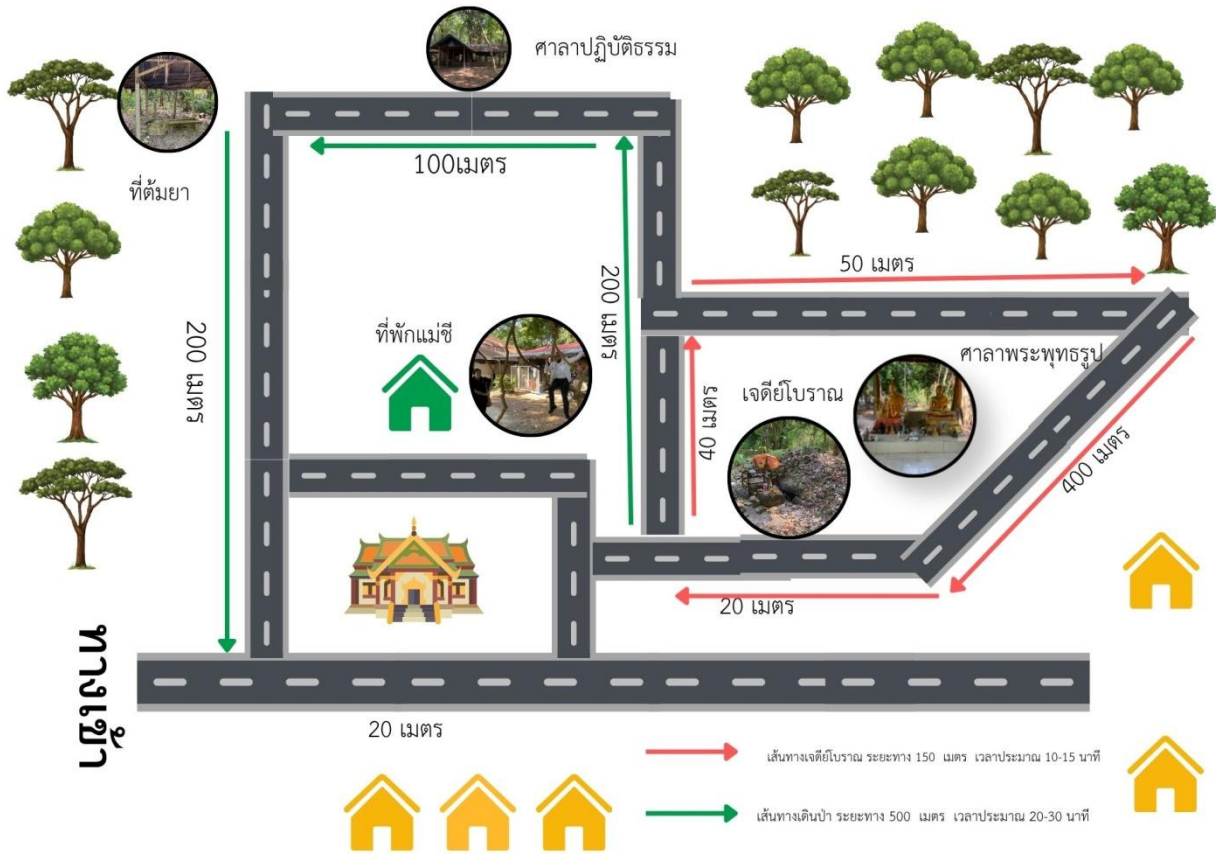 ศาลาปฏิบัติธรรม
100เมตร
ที่ต้มยา
50 เมตร
200 เมตร
200 เมตร
ที่พักแม่ชี
ศาลาพระพุทธรูป
เจดีย์โบราณ
40 เมตร
400 เมตร
20 เมตร
ทางเข้า
20 เมตร
เส้นทางเจดีย์โบราณ ระยะทาง 150 เมตร เวลาประมาณ 10-15 นาที
เส้นทางเดินป่า ระยะทาง 500 เมตร เวลาประมาณ 20-30 นาที